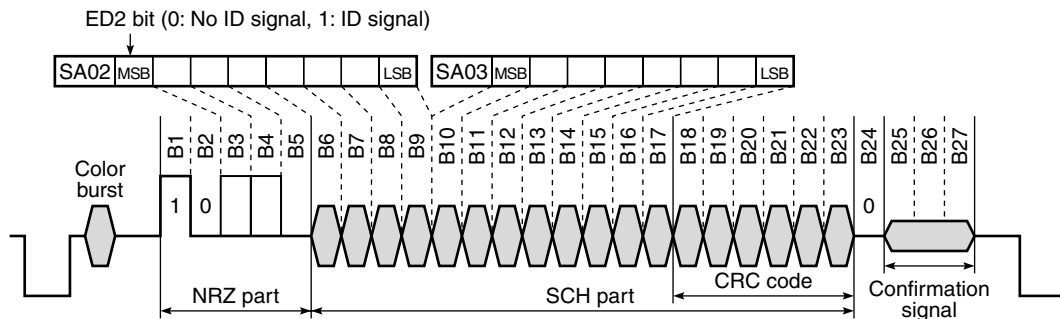 ED2 bit (0: No ID signal, 1: ID signal)
SA02 MSB LSB SA03 MSB LSB
B1 B2 B3 B4 B5 B6 B7 B8 B9 B10 B11 B12 B13 B14 B15 B16 B17 B18 B19 B20 B21 B22 B23 B24 B25 B26 B27
Color
burst
1 0 0
NRZ part
SCH part
CRC code
Confirmation
signal